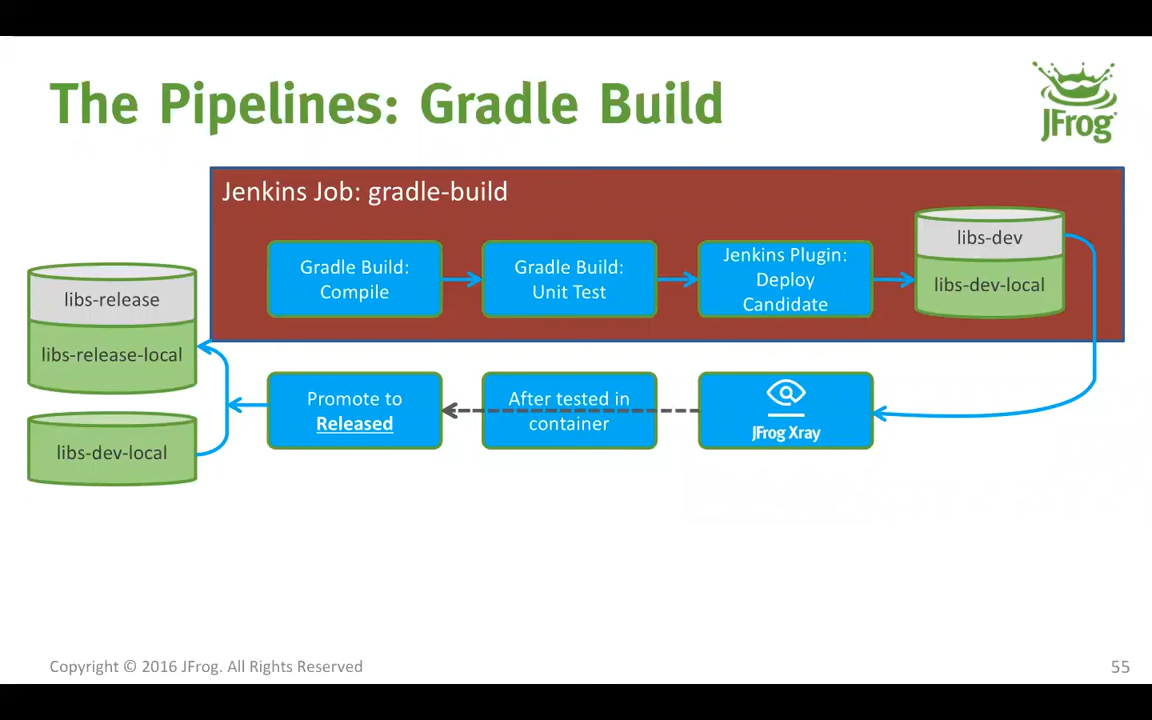 The Pipelines: Gradle Build
JFrog
Jenkins Job: gradle-build
Gradle Build:
Compile
Gradle Build:
Unit Test
Jenkins Plugin:
Deploy
Candidate
libs-dev
libs-dev-local
libs-release
libs-release-local
libs-dev-local
Promote to
Released
After tested in
container
JFrog Xray
Copyright © 2016 JFrog. All Rights Reserved
55